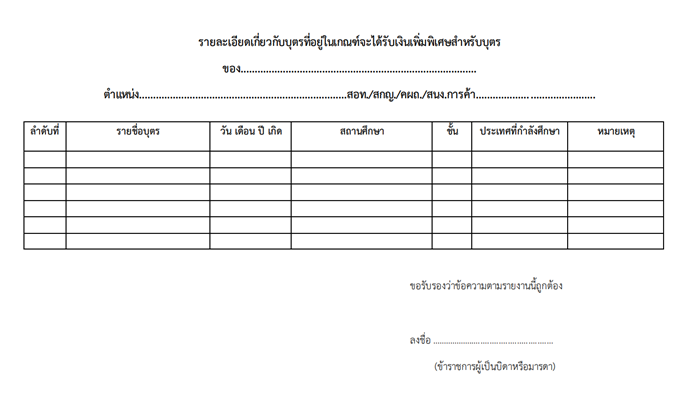 รายละเอียดเกี่ยวกับบุตรที่อยู่ในเกณฑ์จะได้รับเงินเพิ่มพิเศษสำหรับบุตร
ของ....................................................................................
ตำแหน่ง..........................................................................สอท./สกญ./คผถ./สนง.การค้า................... .......................
ลำดับที่ รายชื่อบุตร วัน เดือน ปี เกิด สถานศึกษา ชั้น ประเทศที่กำลังศึกษา หมายเหตุ
ขอรับรองว่าข้อความตามรายงานนี้ถูกต้อง
ลงชื่อ ......................................................
(ข้าราชการผู้เป็นบิดาหรือมารดา)